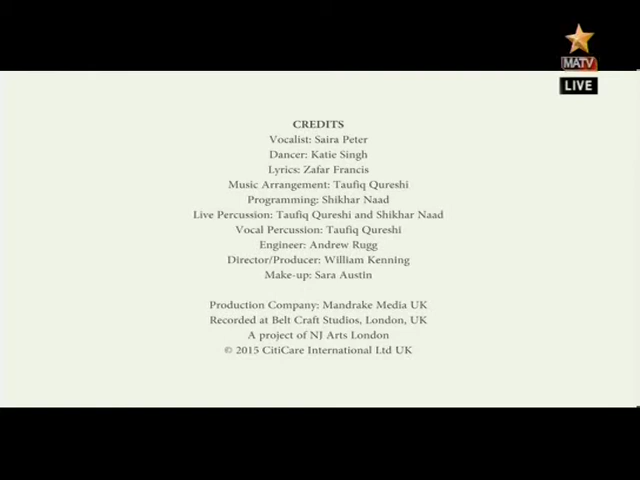 MATV
LIVE
CREDITS
Vocalist: Saira Peter
Dancer: Katie Singh
Lyrics: Zafar Francis
Music Arrangement: Taufiq Qureshi
Programming: Shikhar Naad
Live Percussion: Taufiq Qureshi and Shikhar Naad
Vocal Percussion: Taufiq Qureshi
Engineer: Andrew Rugg
Director/Producer: William Kenning
Make-up: Sara Austin
Production Company: Mandrake Media UK
Recorded at Belt Craft Studios, London, UK
A project of NJ Arts London
© 2015 CitiCare International Ltd UK